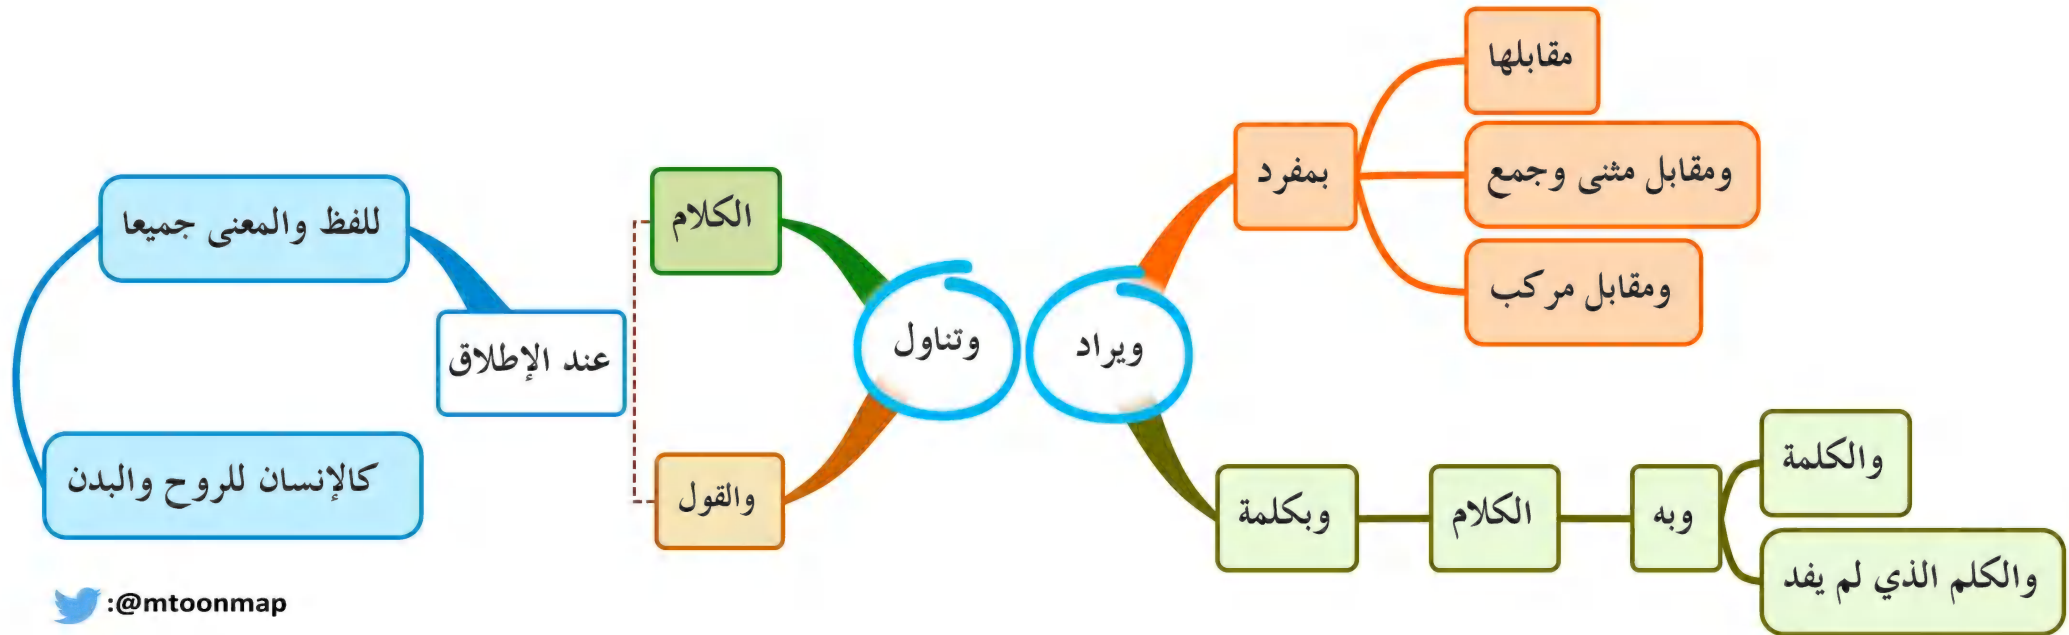 ويراد
بمفرد
مقابلها
ومقابل مثنى وجمع
ومقابل مركب
وبكلمة
الكلام
وبه
والكلمة
والكلم الذي لم يفد
وتناول
الكلام
والقول
عند الإطلاق
للفظ والمعنى جميعا
كالإنسان للروح والبدن
:@mtoonmap